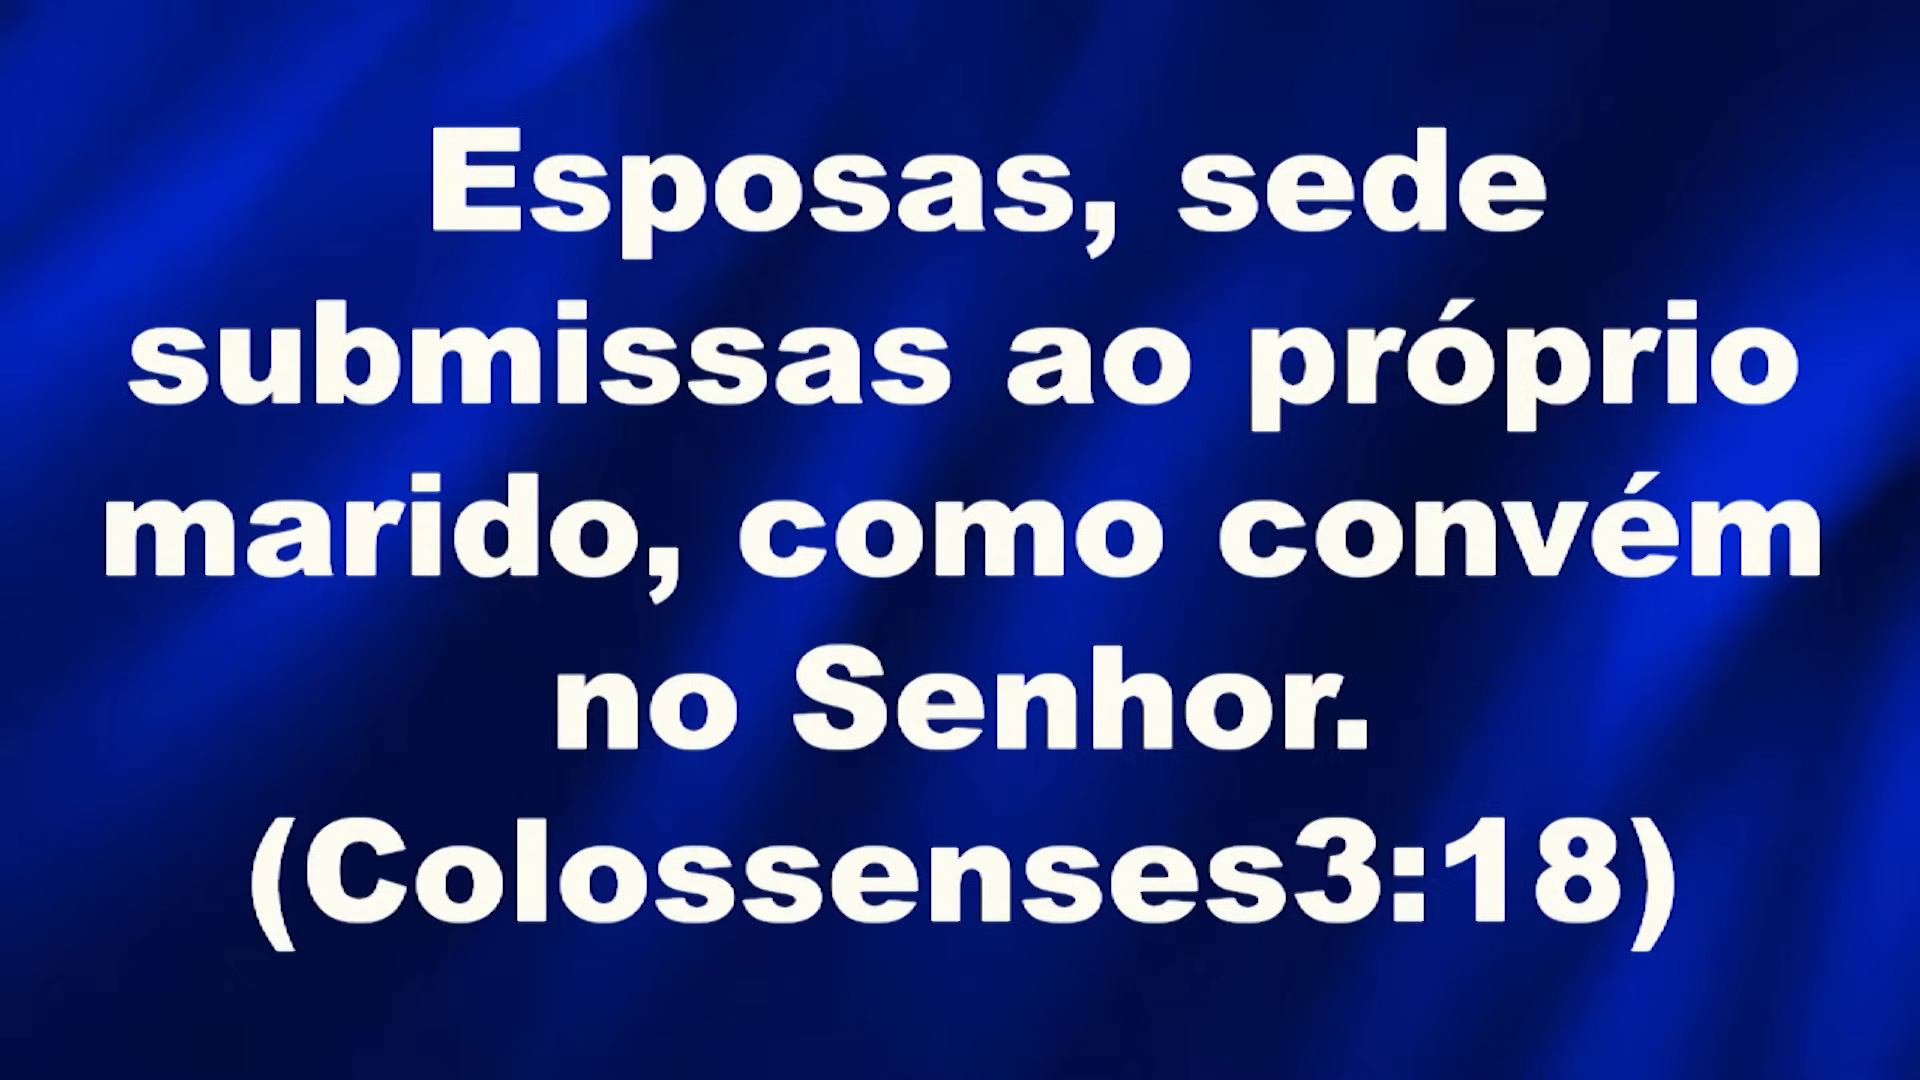 Esposas, sede
submissas ao próprio
marido, como convém
no Senhor.
(Colossenses3:18)